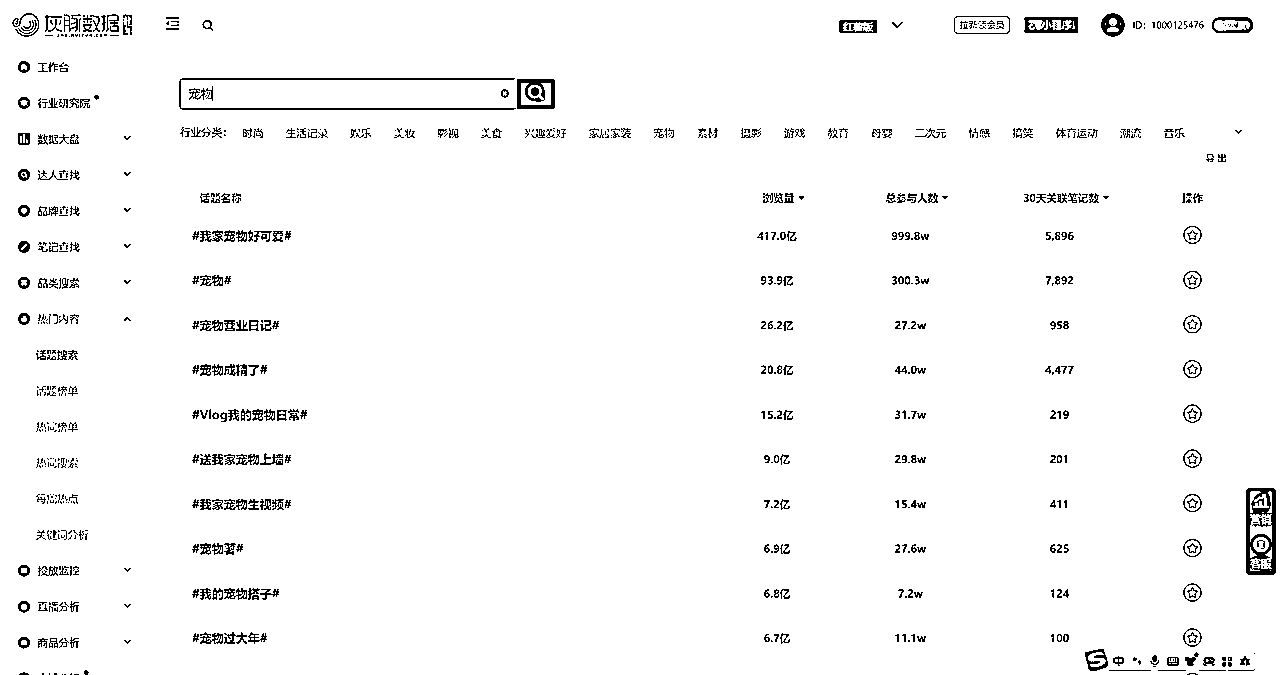 灰豚数据
红薯版
拉新领会员
ID: 1000125476
工作台
行业研究院
数据大盘
达人查找
品牌查找
笔记查找
品类搜索
热门内容
话题搜索
话题榜单
热词榜单
热词搜索
每周热点
关键词分析
投放监控
直播分析
商品分析
宠物
行业分类: 时尚 生活记录 娱乐 美妆 影视 美食 兴趣爱好 家居家装 宠物 素材 摄影 游戏 教育 母婴 二次元 情感 搞笑 体育运动 潮流 音乐
导出
话题名称 浏览量 总参与人数 30天关联笔记数 操作
#我家宠物好可爱# 417.0亿 999.8w 5,896
#宠物# 93.9亿 300.3w 7,892
#宠物营业日记# 26.2亿 27.2w 958
#宠物成精了# 20.8亿 44.0w 4,477
#Vlog我的宠物日常# 15.2亿 31.7w 219
#送我家宠物上墙# 9.0亿 29.8w 201
#我家宠物生视频# 7.2亿 15.4w 411
#宠物薯# 6.9亿 27.6w 625
#我的宠物搭子# 6.8亿 7.2w 124
#宠物过大年# 6.7亿 11.1w 100
客服
中